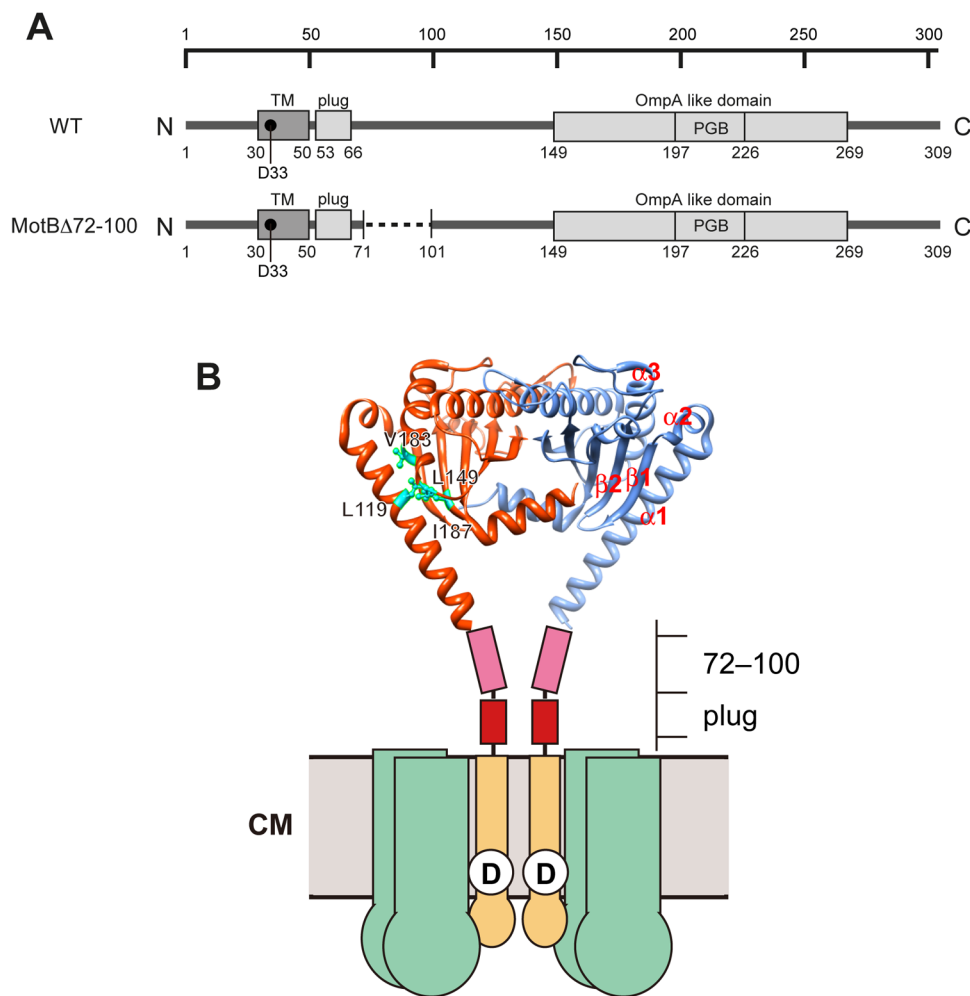 A
1 50 100 150 200 250 300
TM plug OmpA like domain
WT N PGB C
1 30 50 53 66 149 197 226 269 309
D33
TM plug OmpA like domain
MotBΔ72-100 N PGB C
1 30 50 71 101 149 197 226 269 309
D33
B
α3
α2
V183
L149
β2 β1
L119
α1
I187
72–100
plug
CM
D D